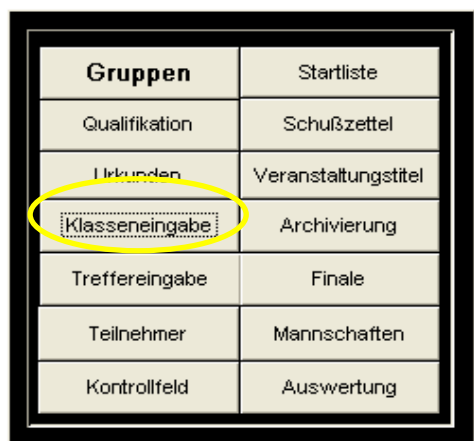 Gruppen Startliste
Qualifikation Schußzettel
Urkunden Veranstaltungstitel
Klasseneingabe Archivierung
Treffereingabe Finale
Teilnehmer Mannschaften
Kontrollfeld Auswertung